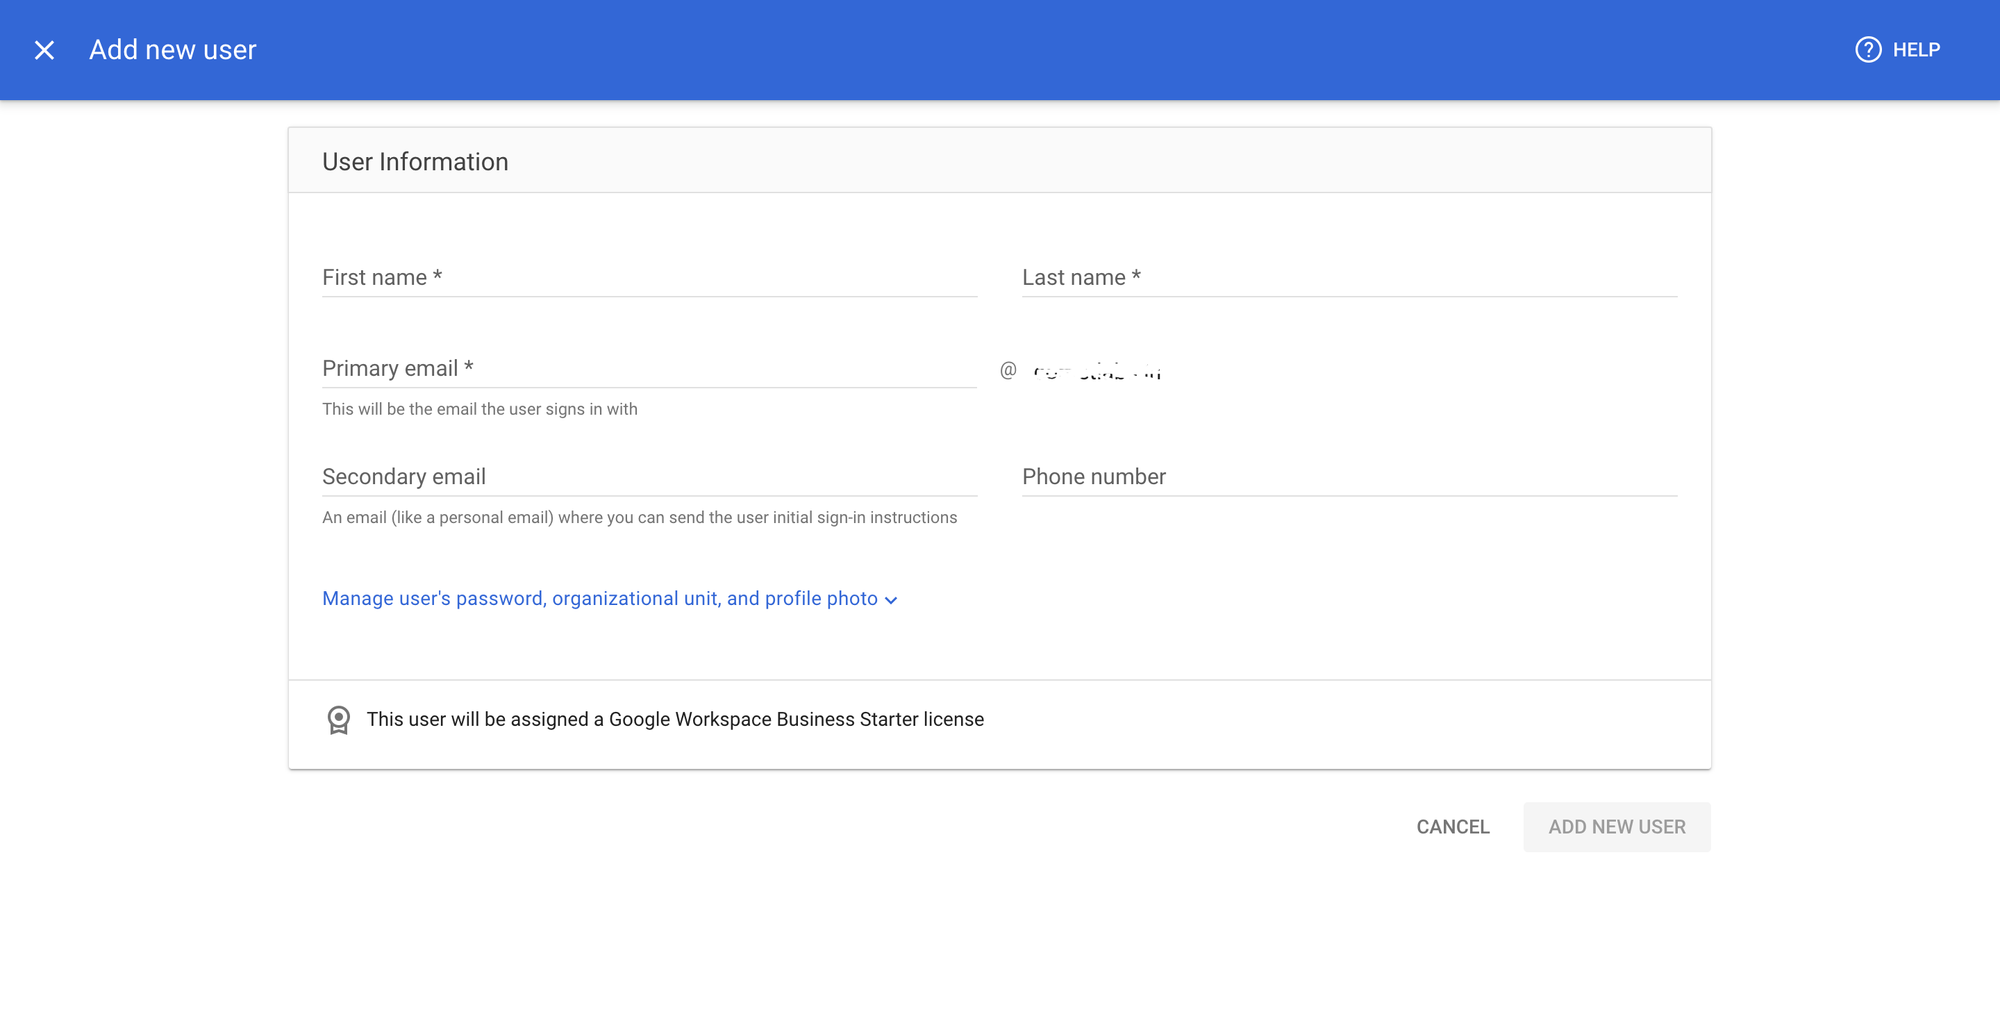 Add new user
HELP
User Information
First name *
Last name *
Primary email *
@
This will be the email the user signs in with
Secondary email
Phone number
An email (like a personal email) where you can send the user initial sign-in instructions
Manage user's password, organizational unit, and profile photo
This user will be assigned a Google Workspace Business Starter license
CANCEL
ADD NEW USER